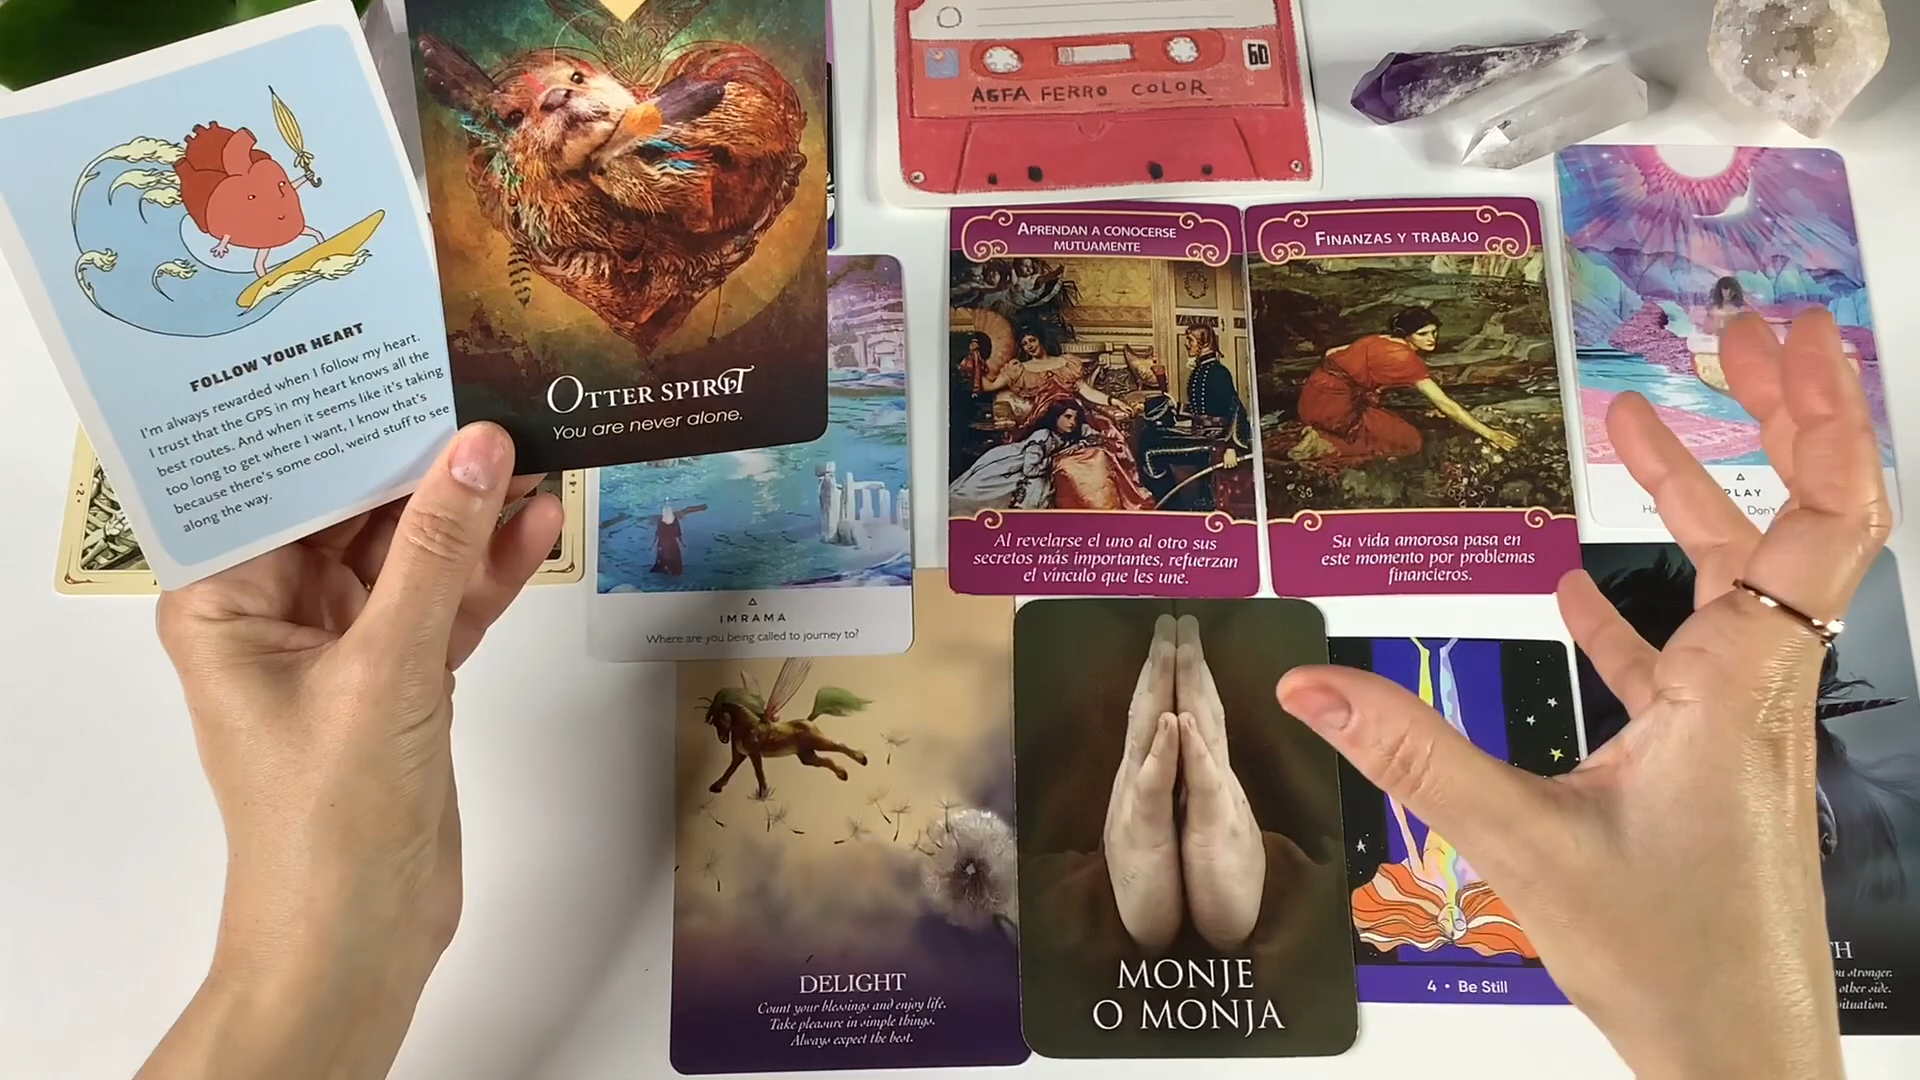 FOLLOW YOUR HEART
I'm always rewarded when I follow my heart.
I trust that the GPS in my heart knows all the
best routes. And when it seems like it's taking
too long to get where I want, I know that's
because there's some cool, weird stuff to see
along the way.
OTTER SPIRIT
You are never alone.
60
AGFA FERRO COLOR
APRENDAN A CONOCERSE
MUTUAMENTE
Al revelarse el uno al otro sus
secretos más importantes, refuerzan
el vínculo que les une.
FINANZAS Y TRABAJO
Su vida amorosa pasa en
este momento por problemas
financieros.
PLAY
Don't
2
IMRAMA
Where are you being called to journey to?
DELIGHT
Count your blessings and enjoy life.
Take pleasure in simple things.
Always expect the best.
MONJE
O MONJA
4 • Be Still
TH
stronger.
other side.